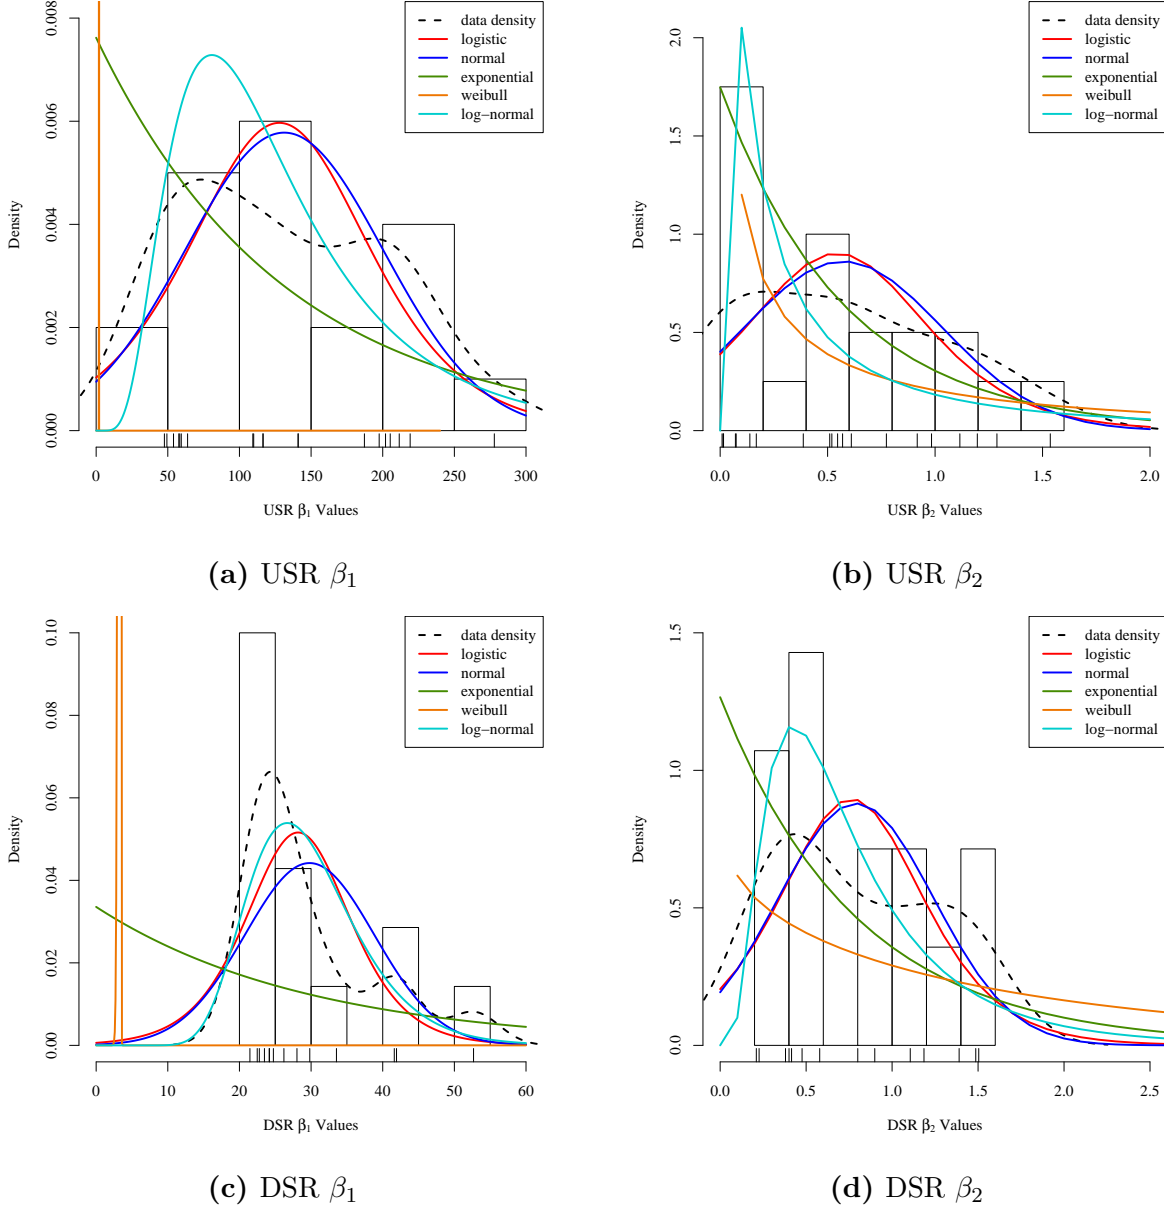 0.008
0.006
0.004
0.002
0.000
Density
data density
logistic
normal
exponential
weibull
log−normal
0 50 100 150 200 250 300
USR β1 Values
(a) USR β1
2.0
1.5
1.0
0.5
0.0
Density
data density
logistic
normal
exponential
weibull
log−normal
0.0 0.5 1.0 1.5 2.0
USR β2 Values
(b) USR β2
0.10
0.08
0.06
0.04
0.02
0.00
Density
data density
logistic
normal
exponential
weibull
log−normal
0 10 20 30 40 50 60
DSR β1 Values
(c) DSR β1
1.5
1.0
0.5
0.0
Density
data density
logistic
normal
exponential
weibull
log−normal
0.0 0.5 1.0 1.5 2.0 2.5
DSR β2 Values
(d) DSR β2